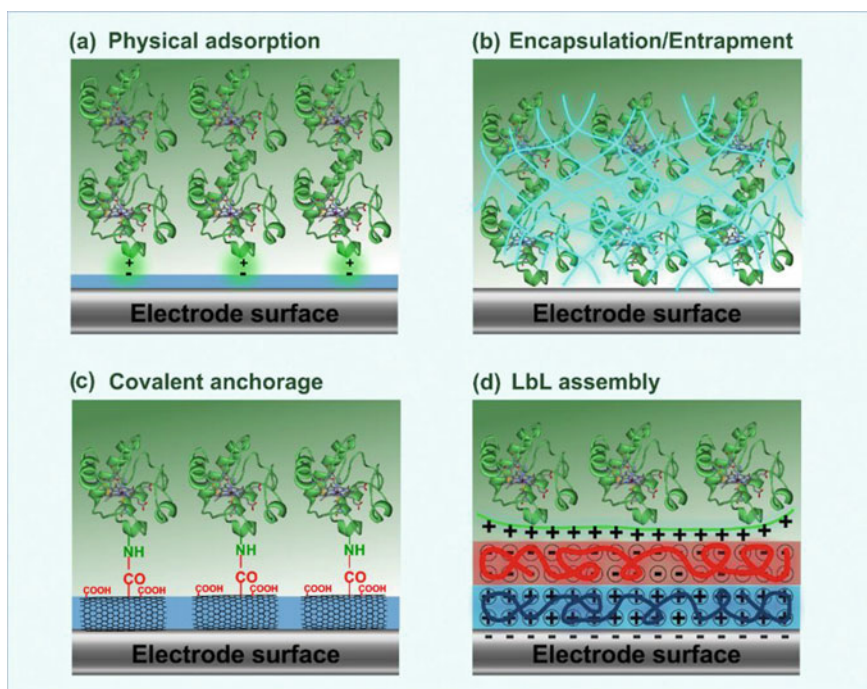 (a) Physical adsorption
+ + +
- - -
Electrode surface
(b) Encapsulation/Entrapment
Electrode surface
(c) Covalent anchorage
NH NH NH
CO CO CO
COOH COOH COOH COOH COOH COOH
Electrode surface
(d) LbL assembly
Electrode surface